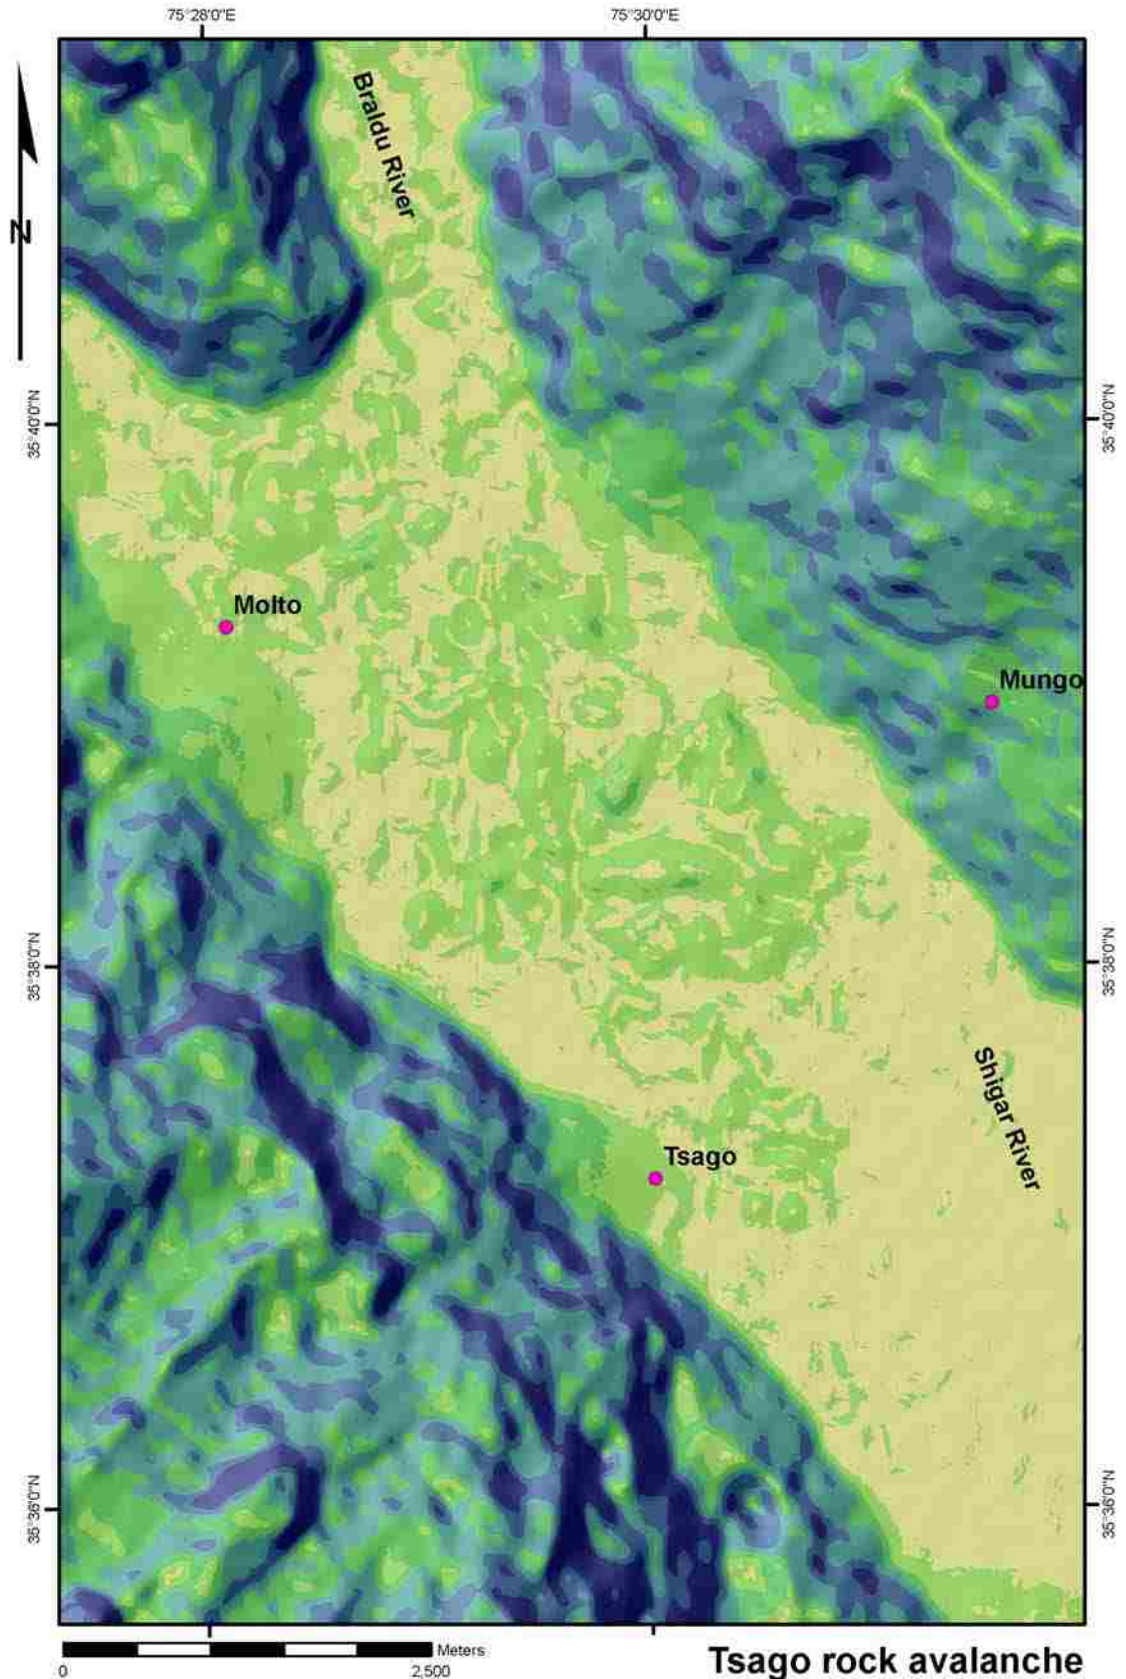 75°28'0"E
75°30'0"E
Braldu River
N
35°40'0"N
35°40'0"N
Molto
Mungo
35°38'0"N
35°38'0"N
Shigar River
Tsago
35°36'0"N
35°36'0"N
Meters
0
2,500
Tsago rock avalanche